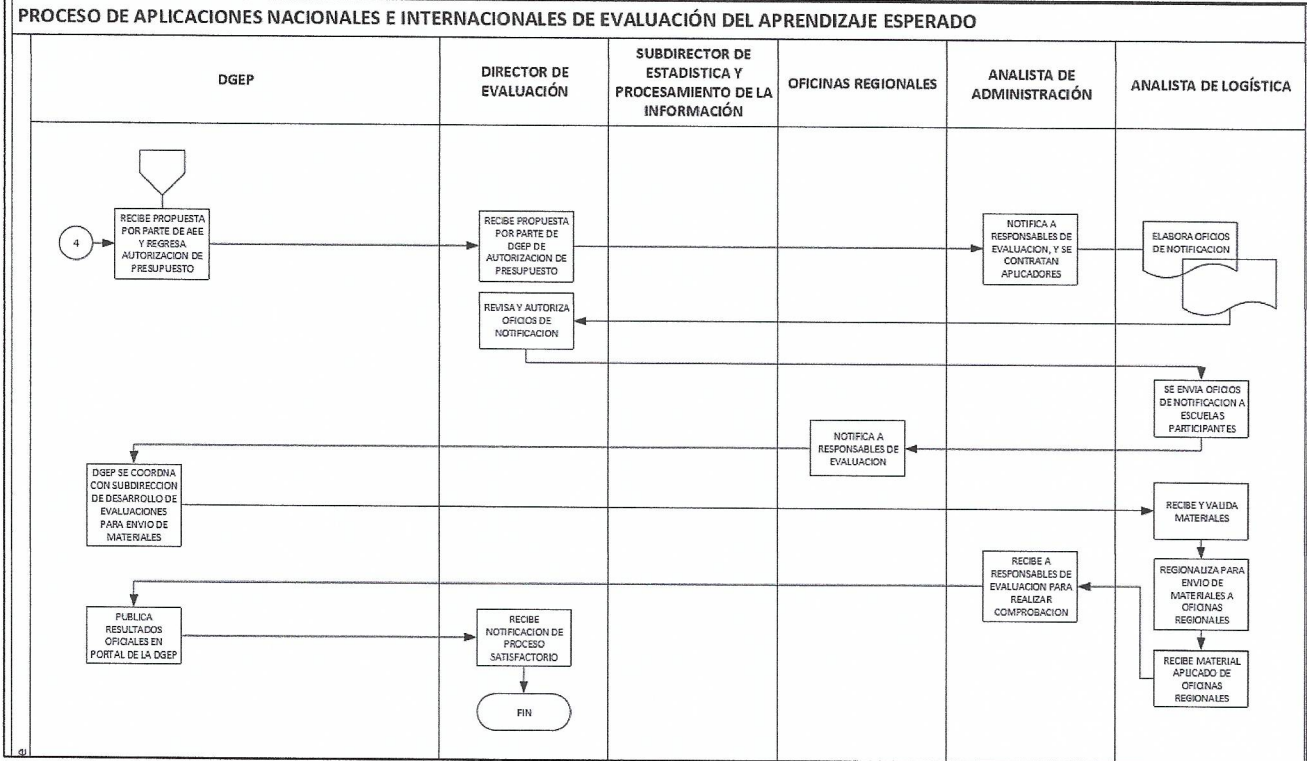 PROCESO DE APLICACIONES NACIONALES E INTERNACIONALES DE EVALUACIÓN DEL APRENDIZAJE ESPERADO
DGEP
DIRECTOR DE
EVALUACIÓN
SUBDIRECTOR DE
ESTADISTICA Y
PROCESAMIENTO DE LA
INFORMACIÓN
OFICINAS REGIONALES
ANALISTA DE
ADMINISTRACIÓN
ANALISTA DE LOGÍSTICA
4
RECIBE PROPUESTA
POR PARTE DE AEE
Y REGRESA
AUTORIZACION DE
PRESUPUESTO
RECIBE PROPUESTA
POR PARTE DE
DGEP DE
AUTORIZACION DE
PRESUPUESTO
NOTIFICA A
RESPONSABLES DE
EVALUACION, Y SE
CONTRATAN
APLICADORES
ELABORA OFICIOS
DE NOTIFICACION
REVISA Y AUTORIZA
OFICIOS DE
NOTIFICACION
SE ENVIA OFICIOS
DE NOTIFICACION A
ESCUELAS
PARTICIPANTES
NOTIFICA A
RESPONSABLES DE
EVALUACION
DGEP SE COORDNA
CON SUBDIRECCION
DE DESARROLLO DE
EVALUACIONES
PARA ENVIO DE
MATERIALES
RECIBE Y VALIDA
MATERIALES
REGIONALIZA PARA
ENVIO DE
MATERIALES A
OFICINAS
REGIONALES
RECIBE A
RESPONSABLES DE
EVALUACION PARA
REALIZAR
COMPROBACION
RECIBE MATERIAL
APLICADO DE
OFICINAS
REGIONALES
PUBLICA
RESULTADOS
OFICIALES EN
PORTAL DE LA DGEP
RECIBE
NOTIFICACION DE
PROCESO
SATISFACTORIO
FIN
e